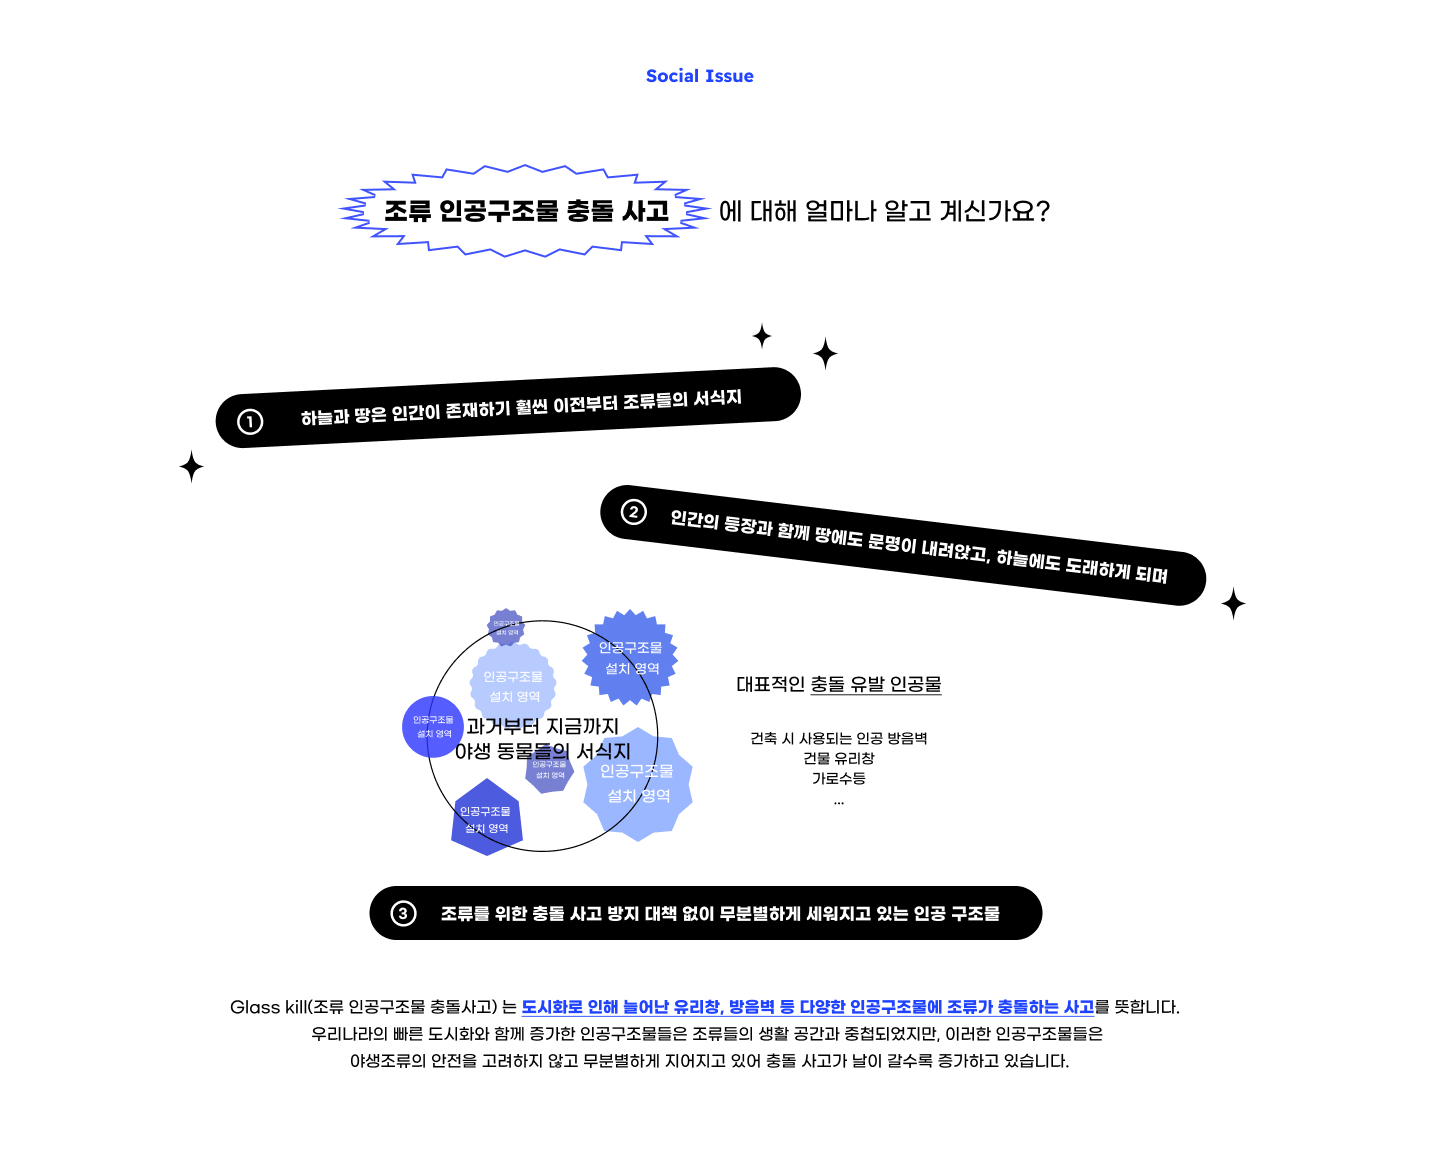 Social Issue
조류 인공구조물 충돌 사고 에 대해 얼마나 알고 계신가요?
1 하늘과 땅은 인간이 존재하기 훨씬 이전부터 조류들의 서식지
2 인간의 등장과 함께 땅에도 문명이 내려앉고, 하늘에도 도래하게 되며
인공구조물
설치 영역
인공구조물
설치 영역
인공구조물
설치 영역
인공구조물
설치 영역
과거부터 지금까지
야생 동물들의 서식지
인공구조물
설치 영역
인공구조물
설치 영역
인공구조물
설치 영역
대표적인 충돌 유발 인공물
건축 시 사용되는 인공 방음벽
건물 유리창
가로수등
...
3 조류를 위한 충돌 사고 방지 대책 없이 무분별하게 세워지고 있는 인공 구조물
Glass kill(조류 인공구조물 충돌사고) 는 도시화로 인해 늘어난 유리창, 방음벽 등 다양한 인공구조물에 조류가 충돌하는 사고를 뜻합니다.
우리나라의 빠른 도시화와 함께 증가한 인공구조물들은 조류들의 생활 공간과 중첩되었지만, 이러한 인공구조물들은
야생조류의 안전을 고려하지 않고 무분별하게 지어지고 있어 충돌 사고가 날이 갈수록 증가하고 있습니다.